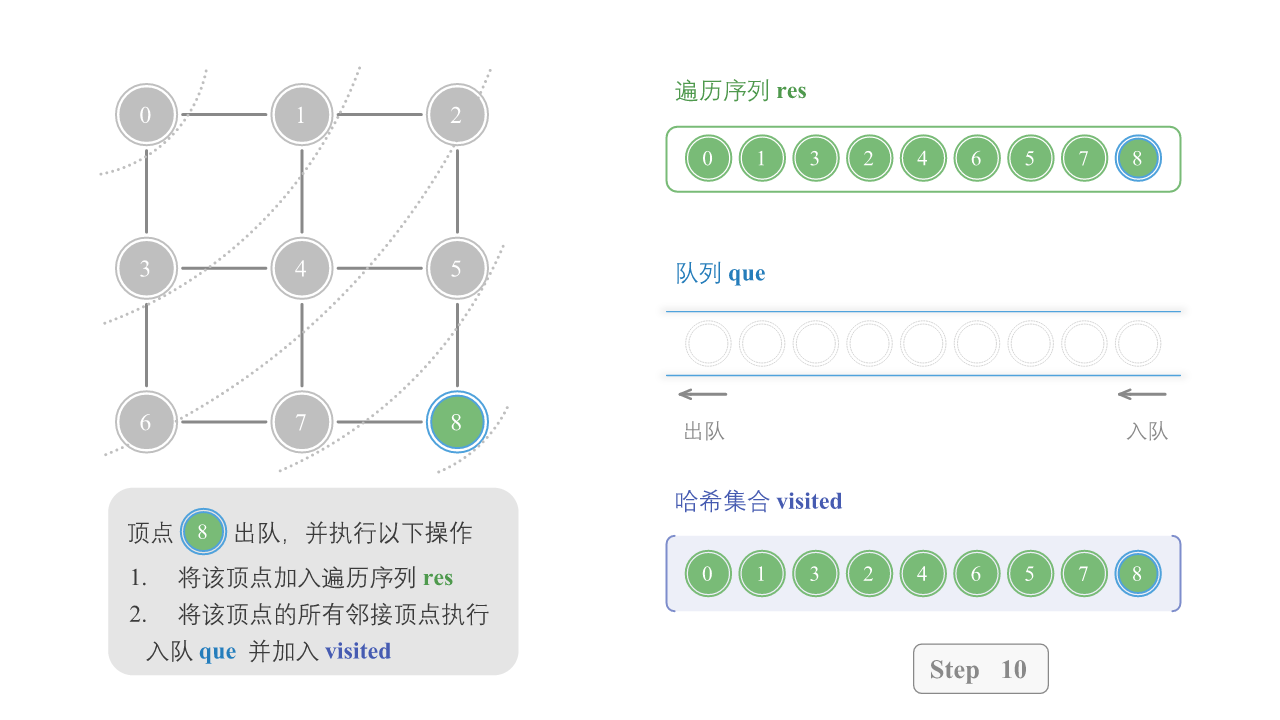 0 1 2
3 4 5
6 7 8
顶点 8 出队，并执行以下操作
1. 将该顶点加入遍历序列 res
2. 将该顶点的所有邻接顶点执行
入队 que 并加入 visited
遍历序列 res
0 1 3 2 4 6 5 7 8
队列 que
出队 入队
哈希集合 visited
0 1 3 2 4 6 5 7 8
Step 10